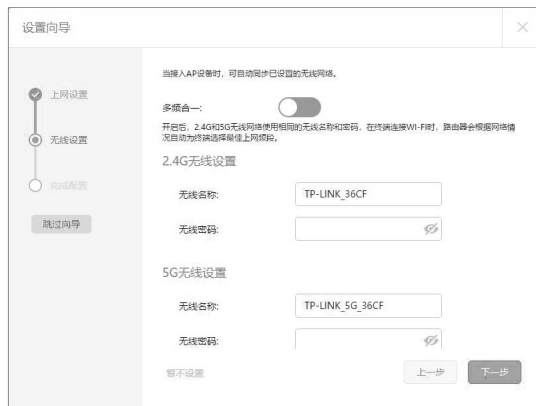 设置向导
当接入AP设备时，可自动同步已设置的无线网络。
上网设置
多频合一：
开启后，2.4G和5G无线网络使用相同的无线名称和密码，在终端连接WI-FI时，路由器会根据网络情
况自动为终端选择最佳上网频段。
无线设置
2.4G无线设置
完成配置
无线名称：
TP-LINK_36CF
跳过向导
无线密码：
5G无线设置
无线名称：
TP-LINK_5G_36CF
无线密码：
暂不设置
上一步
下一步